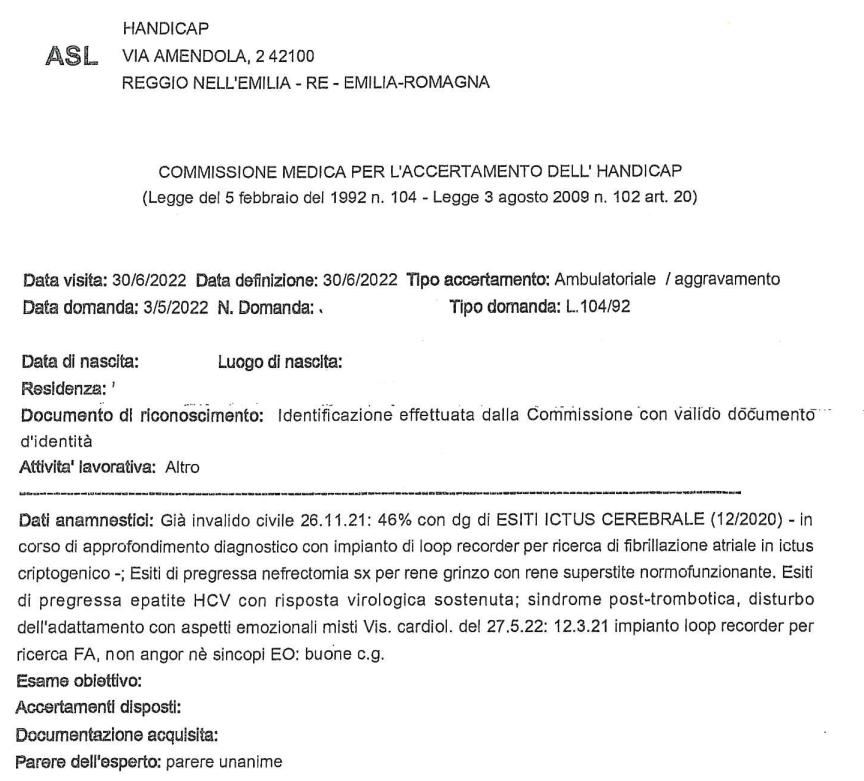 HANDICAP
ASL VIA AMENDOLA, 2 42100
REGGIO NELL'EMILIA - RE - EMILIA-ROMAGNA
COMMISSIONE MEDICA PER L'ACCERTAMENTO DELL' HANDICAP
(Legge del 5 febbraio del 1992 n. 104 - Legge 3 agosto 2009 n. 102 art. 20)
Data visita: 30/6/2022 Data definizione: 30/6/2022 Tipo accertamento: Ambulatoriale / aggravamento
Data domanda: 3/5/2022 N. Domanda: . Tipo domanda: L.104/92
Data di nascita: Luogo di nascita:
Residenza: '
Documento di riconoscimento: Identificazione effettuata dalla Commissione con valido documento
d'identità
Attivita' lavorativa: Altro
Dati anamnestici: Già invalido civile 26.11.21: 46% con dg di ESITI ICTUS CEREBRALE (12/2020) - in
corso di approfondimento diagnostico con impianto di loop recorder per ricerca di fibrillazione atriale in ictus
criptogenico -; Esiti di pregressa nefrectomia sx per rene grinzo con rene superstite normofunzionante. Esiti
di pregressa epatite HCV con risposta virologica sostenuta; sindrome post-trombotica, disturbo
dell'adattamento con aspetti emozionali misti Vis. cardiol. del 27.5.22: 12.3.21 impianto loop recorder per
ricerca FA, non angor nè sincopi EO: buone c.g.
Esame obiettivo:
Accertamenti disposti:
Documentazione acquisita:
Parere dell'esperto: parere unanime